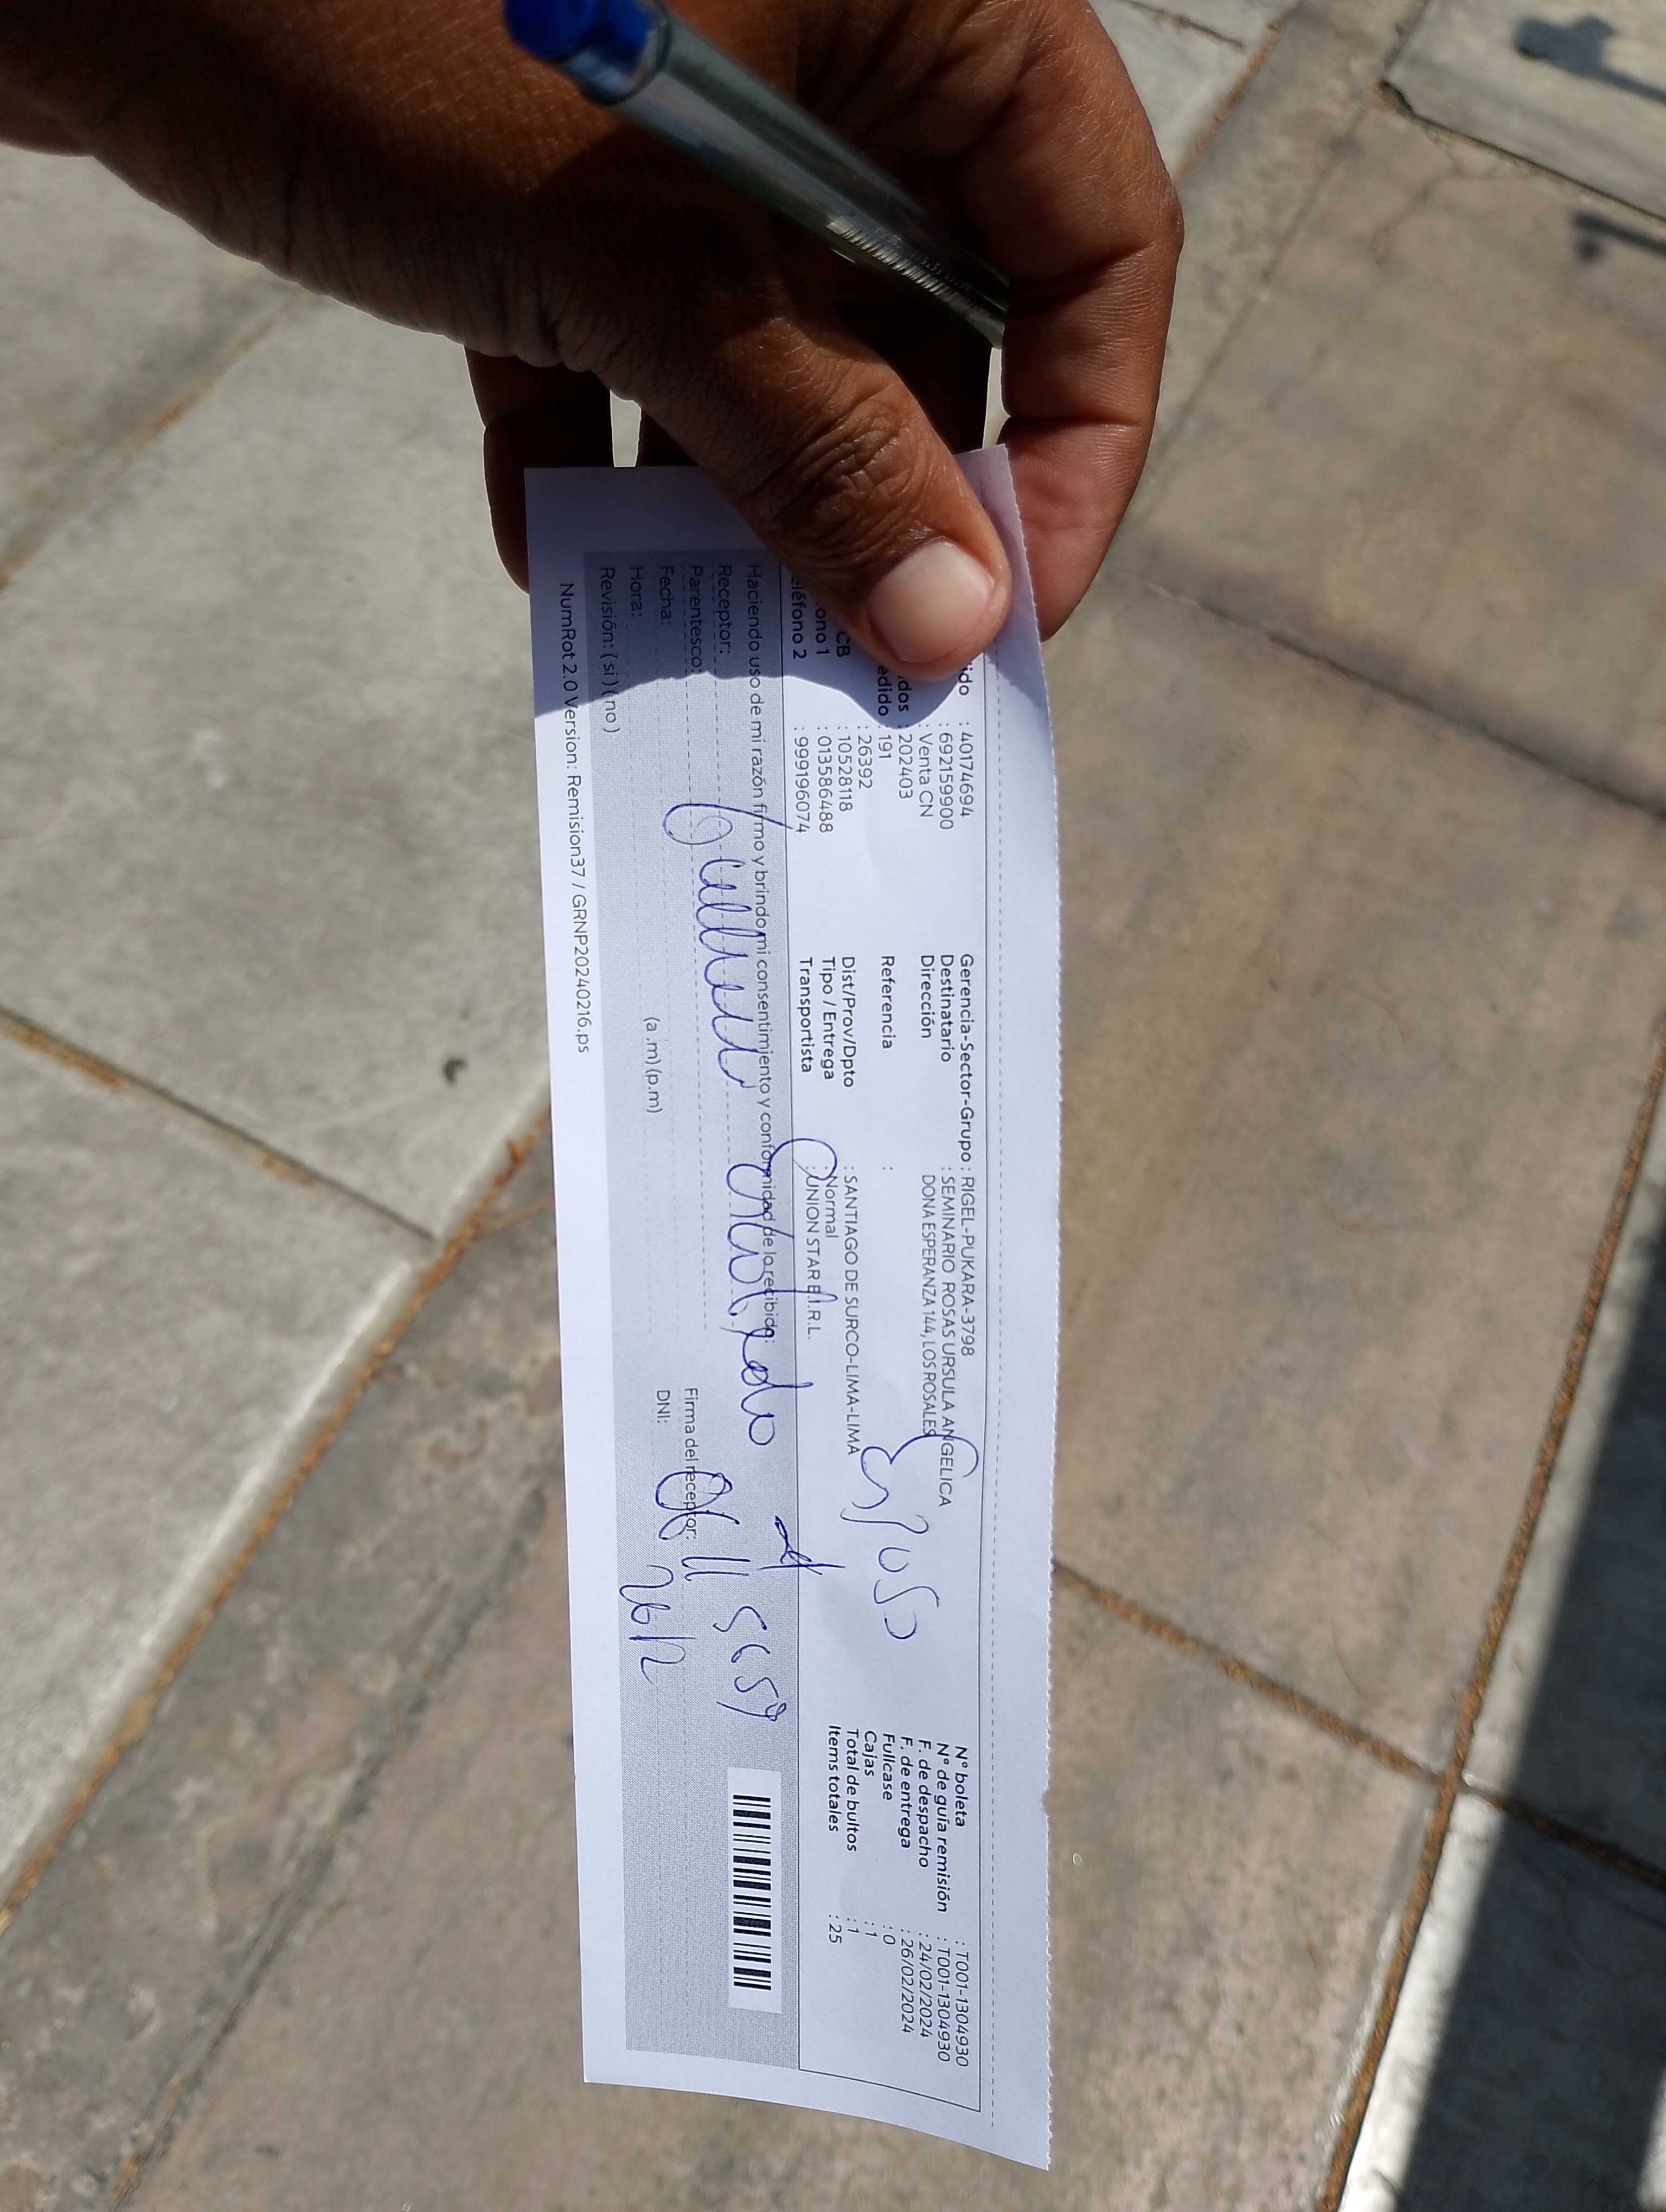 ido : 40174694
: 692159900
: Venta CN
dos : 202403
edido : 191
: 26392
CB : 10528118
ono 1 : 013586488
eléfono 2 : 999196074
Gerencia-Sector-Grupo : RIGEL-PUKARA-3798
Destinatario : SEMINARIO ROSAS URSULA ANGELICA
Dirección DONA ESPERANZA 144, LOS ROSALES
Referencia :
Dist/Prov/Dpto : SANTIAGO DE SURCO-LIMA-LIMA
Tipo / Entrega : Normal
Transportista : UNION STAR E.I.R.L.
Esposo
N° boleta : T001-1304930
N° de guía remisión : T001-1304930
F. de despacho : 24/02/2024
F. de entrega : 26/02/2024
Fullcase : 0
Cajas : 1
Total de bultos : 1
Items totales : 25
Haciendo uso de mi razón firmo y brindo mi consentimiento y conformidad de lo recibido:
Receptor:
Parentesco:
Fecha:
Hora: (a .m) (p.m)
Revisión: ( si ) ( no )
Firma del receptor:
DNI:
26/2
NumRot 2.0 Version: Remision37 / GRNP20240216.ps